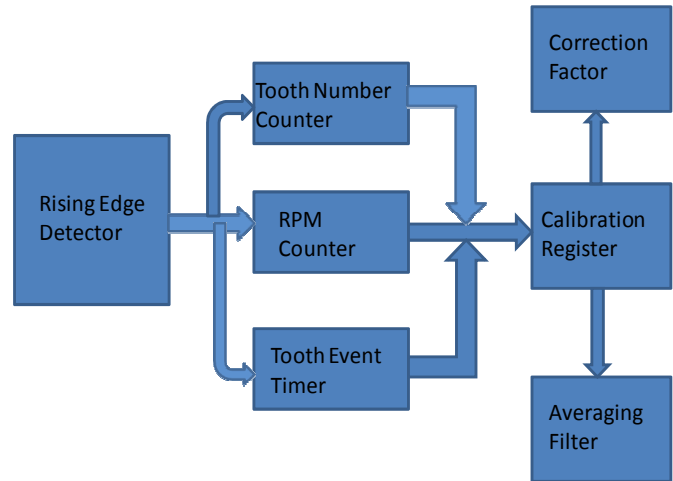 Rising Edge
Detector
Tooth Number
Counter
RPM
Counter
Tooth Event
Timer
Correction
Factor
Calibration
Register
Averaging
Filter